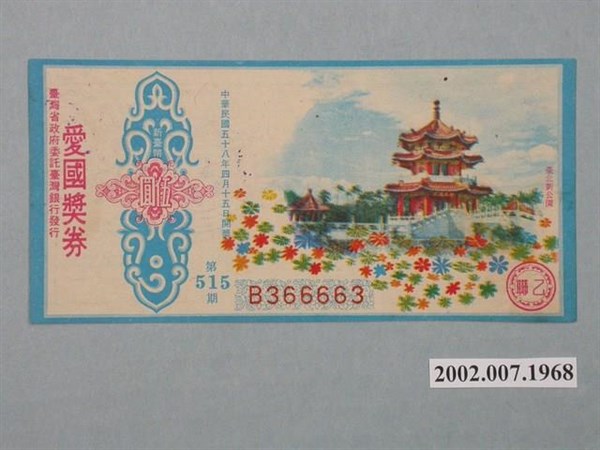 臺灣省政府委託臺灣銀行發行
愛國獎券
新臺幣
伍圓
中華民國五十八年四月十五日開獎
第
515
期
B366663
乙聯
2002.007.1968